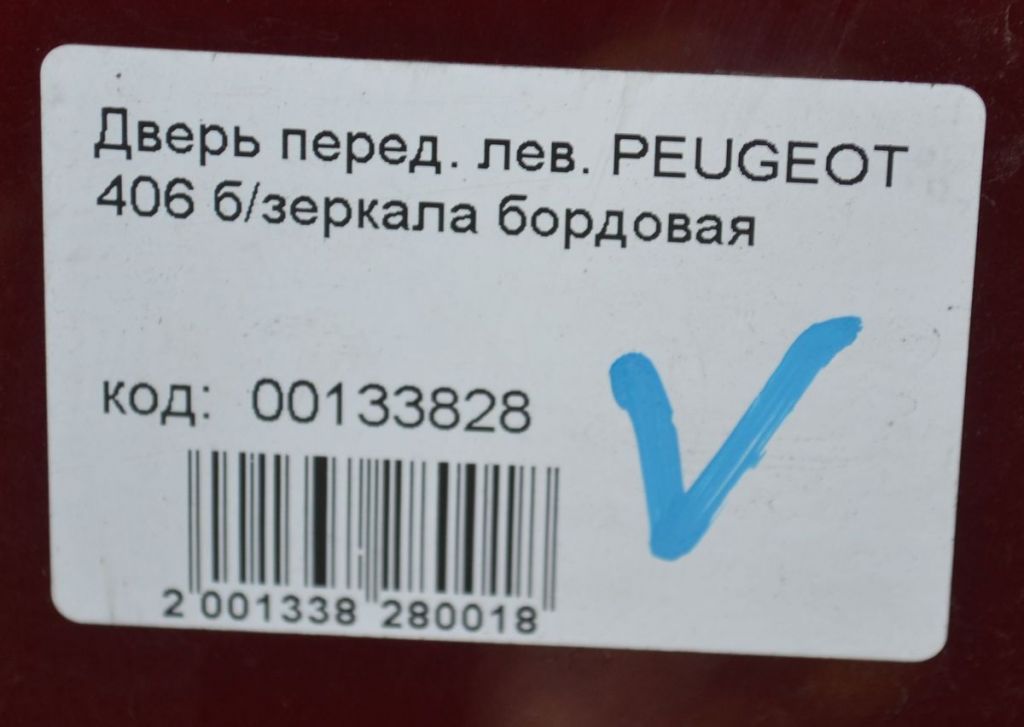 Дверь перед. лев. PEUGEOT
406 б/зеркала бордовая
код: 00133828
2 001338 280018